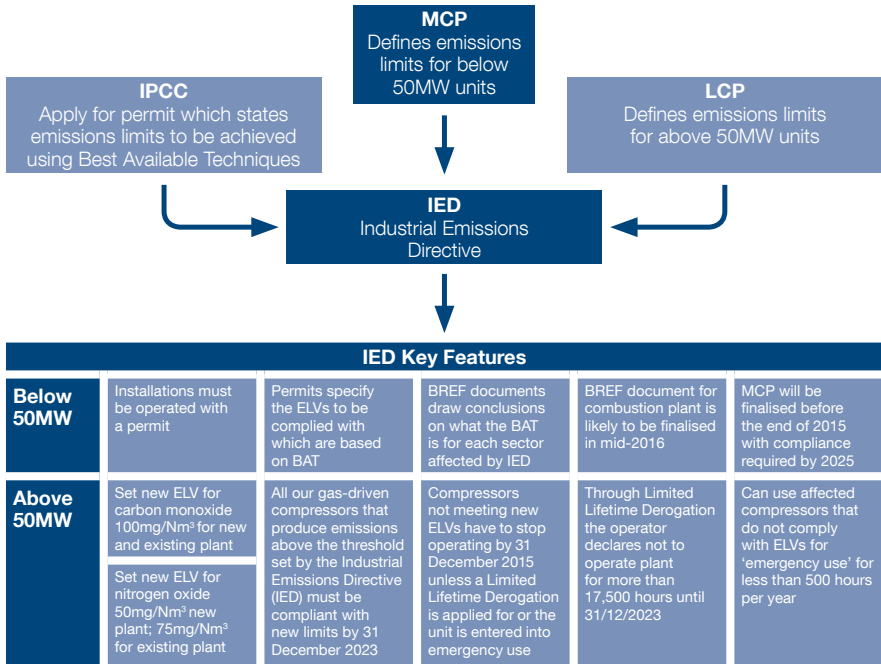 MCP
Defines emissions
limits for below
50MW units
IPCC
Apply for permit which states
emissions limits to be achieved
using Best Available Techniques
LCP
Defines emissions limits
for above 50MW units
IED
Industrial Emissions
Directive
IED Key Features
Below
50MW
Installations must
be operated with
a permit
Permits specify
the ELVs to be
complied with
which are based
on BAT
BREF documents
draw conclusions
on what the BAT
is for each sector
affected by IED
BREF document for
combustion plant is
likely to be finalised
in mid-2016
MCP will be
finalised before
the end of 2015
with compliance
required by 2025
Above
50MW
Set new ELV for
carbon monoxide
100mg/Nm³ for new
and existing plant
Set new ELV for
nitrogen oxide
50mg/Nm³ new
plant; 75mg/Nm³
for existing plant
All our gas-driven
compressors that
produce emissions
above the threshold
set by the Industrial
Emissions Directive
(IED) must be
compliant with
new limits by 31
December 2023
Compressors
not meeting new
ELVs have to stop
operating by 31
December 2015
unless a Limited
Lifetime Derogation
is applied for or the
unit is entered into
emergency use
Through Limited
Lifetime Derogation
the operator
declares not to
operate plant
for more than
17,500 hours until
31/12/2023
Can use affected
compressors that
do not comply
with ELVs for
‘emergency use’ for
less than 500 hours
per year